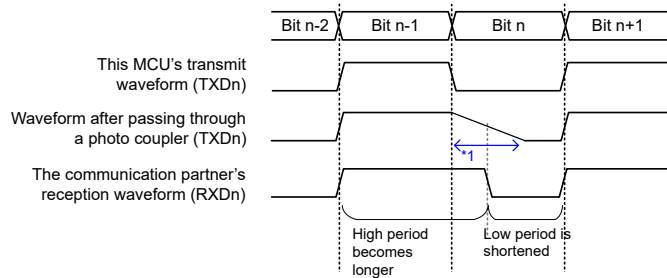 Bit n-2 Bit n-1 Bit n Bit n+1
This MCU's transmit
waveform (TXDn)
Waveform after passing through
a photo coupler (TXDn)
*1
The communication partner's
reception waveform (RXDn)
High period
becomes
longer
Low period is
shortened